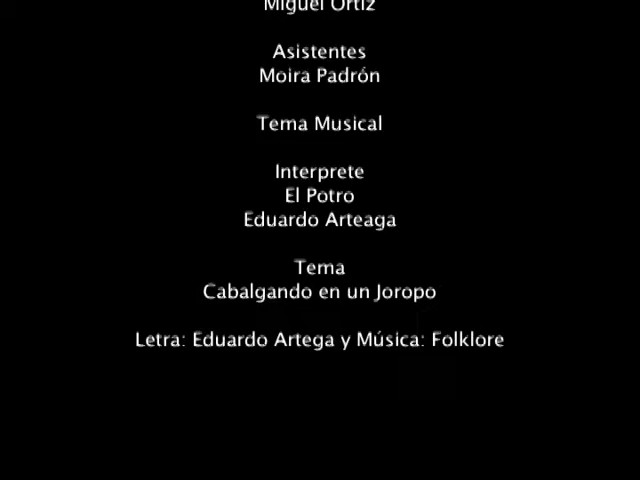 Miguel Ortiz
Asistentes
Moira Padrón
Tema Musical
Interprete
El Potro
Eduardo Arteaga
Tema
Cabalgando en un Joropo
Letra: Eduardo Artega y Música: Folklore